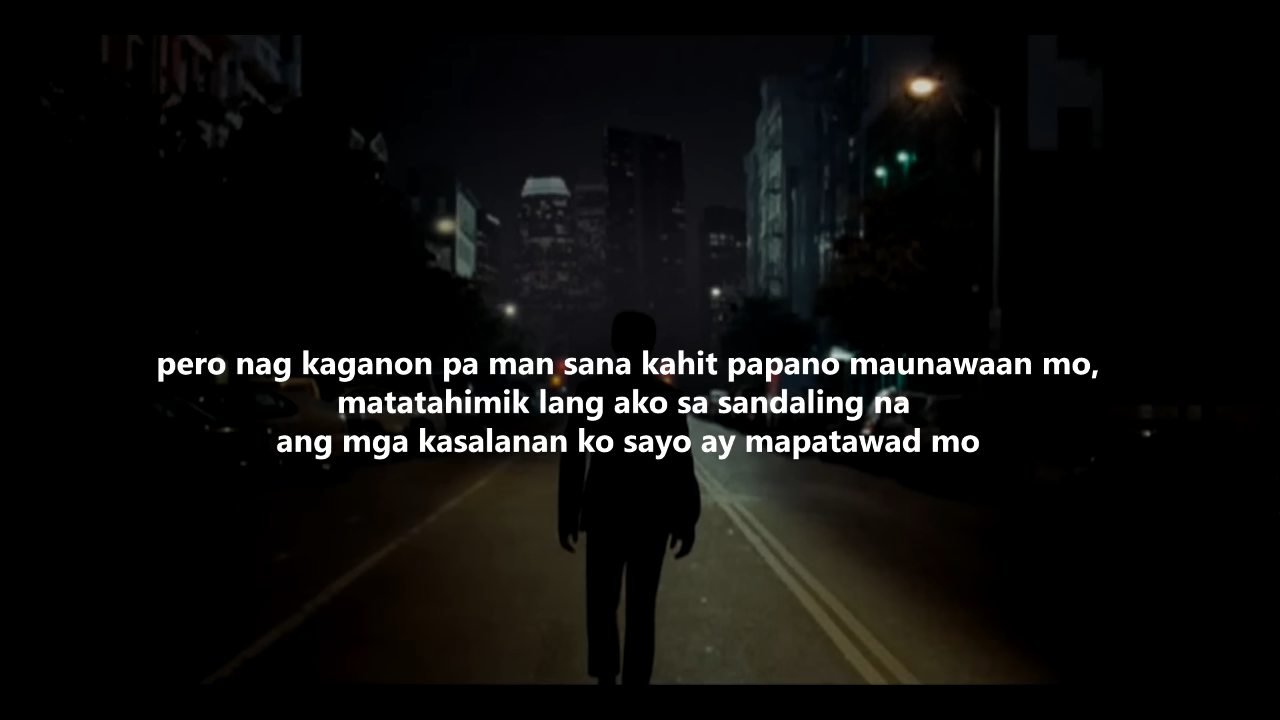 pero nag kaganon pa man sana kahit papano maunawaan mo,
matatahimik lang ako sa sandaling na
ang mga kasalanan ko sayo ay mapatawad mo